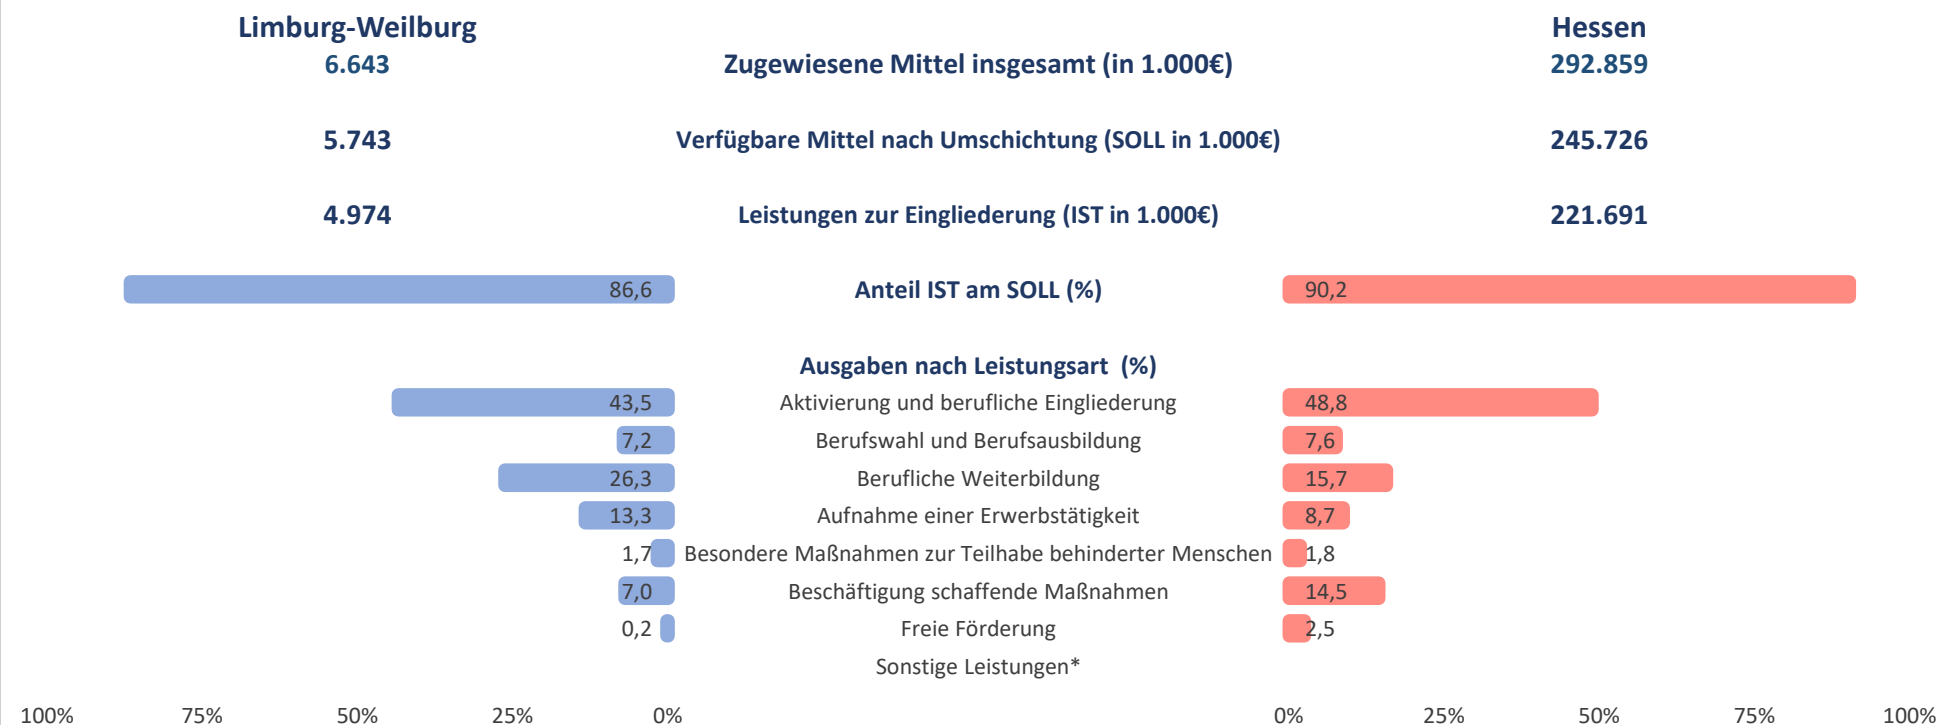 Limburg-Weilburg Hessen
6.643 Zugewiesene Mittel insgesamt (in 1.000€) 292.859
5.743 Verfügbare Mittel nach Umschichtung (SOLL in 1.000€) 245.726
4.974 Leistungen zur Eingliederung (IST in 1.000€) 221.691
86,6 Anteil IST am SOLL (%) 90,2
Ausgaben nach Leistungsart (%)
43,5 Aktivierung und berufliche Eingliederung 48,8
7,2 Berufswahl und Berufsausbildung 7,6
26,3 Berufliche Weiterbildung 15,7
13,3 Aufnahme einer Erwerbstätigkeit 8,7
1,7 Besondere Maßnahmen zur Teilhabe behinderter Menschen 1,8
7,0 Beschäftigung schaffende Maßnahmen 14,5
0,2 Freie Förderung 2,5
Sonstige Leistungen*
100% 75% 50% 25% 0% 0% 25% 50% 75% 100%